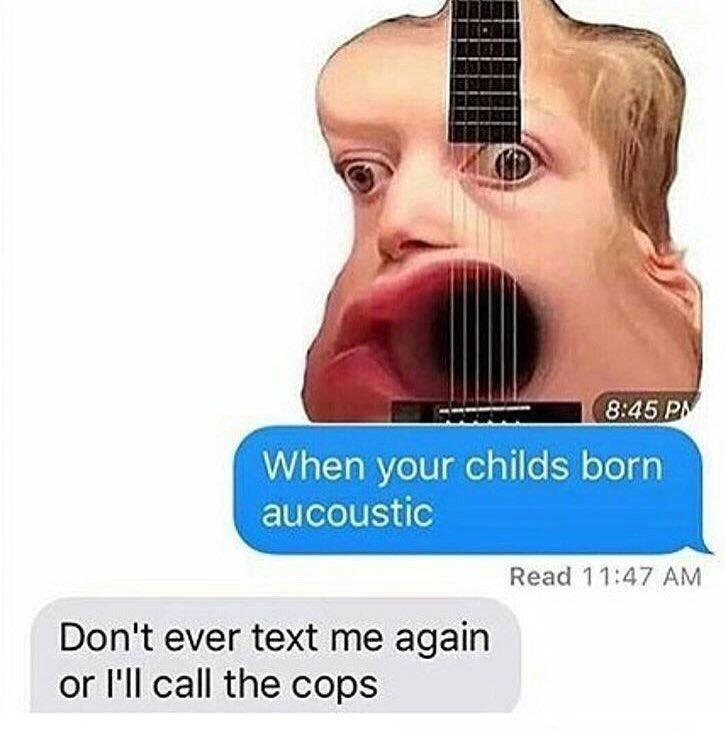 8:45 PM
When your childs born
aucoustic
Read 11:47 AM
Don't ever text me again
or I'll call the cops